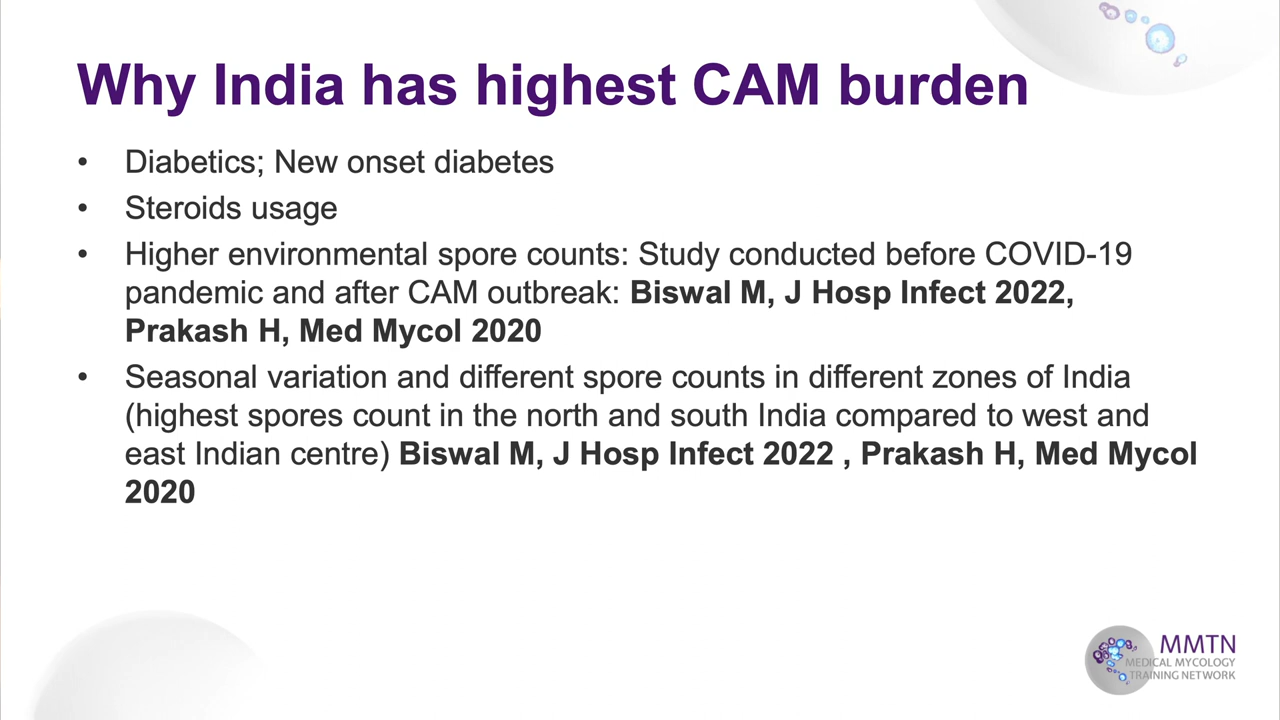 Why India has highest CAM burden
• Diabetics; New onset diabetes
• Steroids usage
• Higher environmental spore counts: Study conducted before COVID-19
pandemic and after CAM outbreak: Biswal M, J Hosp Infect 2022,
Prakash H, Med Mycol 2020
• Seasonal variation and different spore counts in different zones of India
(highest spores count in the north and south India compared to west and
east Indian centre) Biswal M, J Hosp Infect 2022 , Prakash H, Med Mycol
2020
MMTN
MEDICAL MYCOLOGY
TRAINING NETWORK